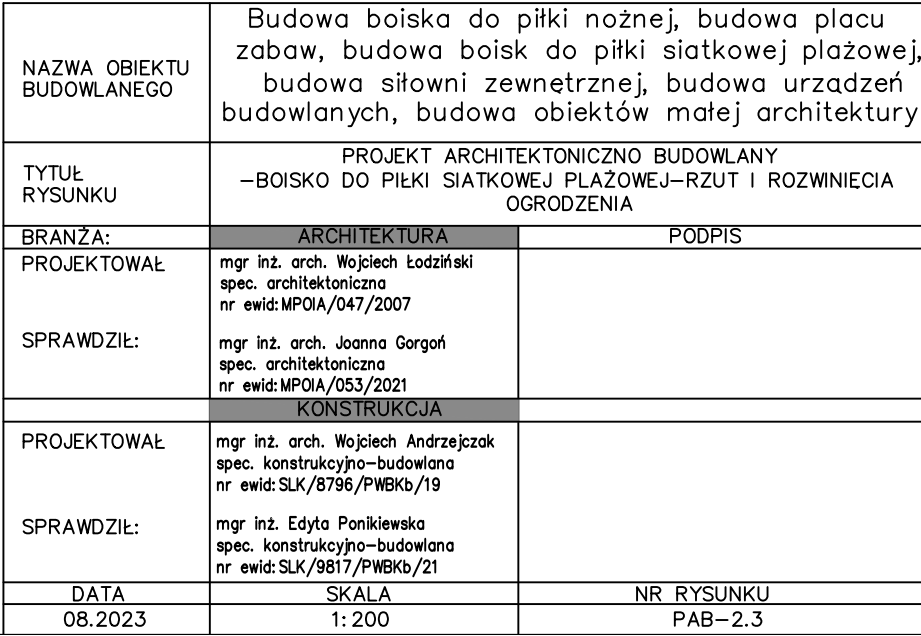 NAZWA OBIEKTU
BUDOWLANEGO
Budowa boiska do piłki nożnej, budowa placu
zabaw, budowa boisk do piłki siatkowej plażowej,
budowa siłowni zewnętrznej, budowa urządzeń
budowlanych, budowa obiektów małej architektury
TYTUŁ
RYSUNKU
PROJEKT ARCHITEKTONICZNO BUDOWLANY
–BOISKO DO PIŁKI SIATKOWEJ PLAŻOWEJ–RZUT I ROZWINIECIA
OGRODZENIA
BRANŻA: ARCHITEKTURA PODPIS
PROJEKTOWAŁ
mgr inż. arch. Wojciech Łodziński
spec. architektoniczna
nr ewid:MPOIA/047/2007
SPRAWDZIŁ:
mgr inż. arch. Joanna Gorgoń
spec. architektoniczna
nr ewid:MPOIA/053/2021
KONSTRUKCJA
PROJEKTOWAŁ
mgr inż. arch. Wojciech Andrzejczak
spec. konstrukcyjno–budowlana
nr ewid:SLK/8796/PWBKb/19
SPRAWDZIŁ:
mgr inż. Edyta Ponikiewska
spec. konstrukcyjno–budowlana
nr ewid:SLK/9817/PWBKb/21
DATA SKALA NR RYSUNKU
08.2023 1:200 PAB–2.3